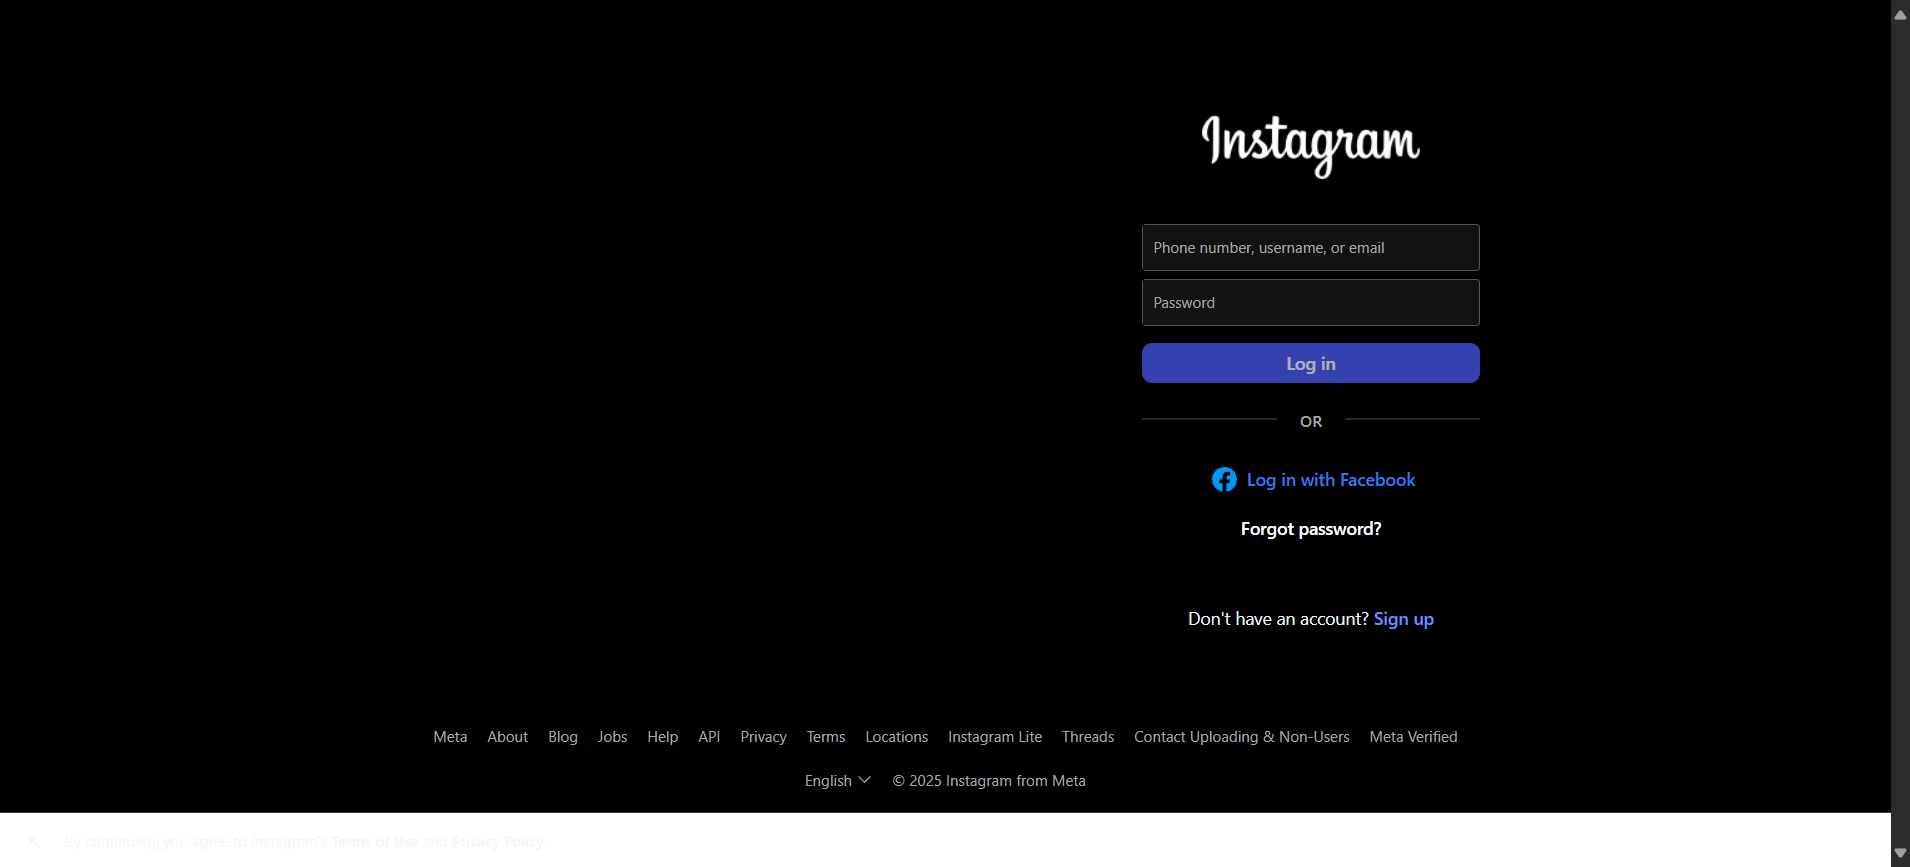 Instagram
Phone number, username, or email
Password
Log in
OR
Log in with Facebook
Forgot password?
Don't have an account? Sign up
Meta About Blog Jobs Help API Privacy Terms Locations Instagram Lite Threads Contact Uploading & Non-Users Meta Verified
English © 2025 Instagram from Meta
By continuing, you agree to Instagram's Terms of Use and Privacy Policy.